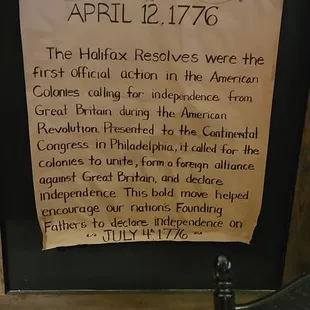 APRIL 12, 1776
The Halifax Resolves were the
first official action in the American
Colonies calling for independence from
Great Britain during the American
Revolution. Presented to the Continental
Congress in Philadelphia, it called for the
colonies to unite, form a foreign alliance
against Great Britain, and declare
independence. This bold move helped
encourage our nations Founding
Fathers to declare independence on
JULY 4th, 1776